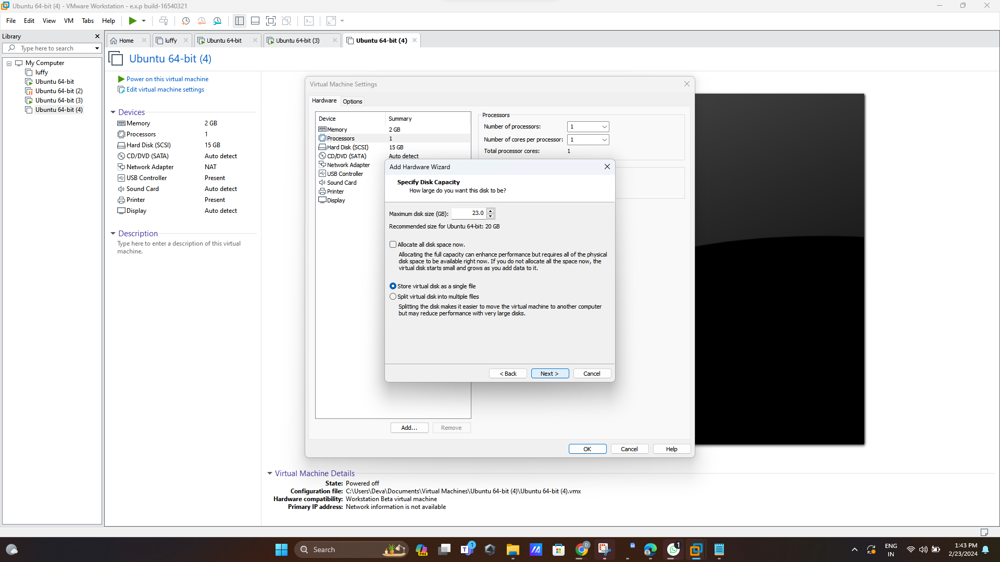 Ubuntu 64-bit (4) - VMware Workstation - e.x.p build-16540321
File Edit View VM Tabs Help
Library
Type here to search
My Computer
luffy
Ubuntu 64-bit
Ubuntu 64-bit (2)
Ubuntu 64-bit (3)
Ubuntu 64-bit (4)
Home luffy Ubuntu 64-bit Ubuntu 64-bit (3) Ubuntu 64-bit (4)
Ubuntu 64-bit (4)
Power on this virtual machine
Edit virtual machine settings
Devices
Memory 2 GB
Processors 1
Hard Disk (SCSI) 15 GB
CD/DVD (SATA) Auto detect
Network Adapter NAT
USB Controller Present
Sound Card Auto detect
Printer Present
Display Auto detect
Description
Type here to enter a description of this virtual
machine.
Virtual Machine Settings
Hardware Options
Device Summary
Memory 2 GB
Processors 1
Hard Disk (SCSI) 15 GB
CD/DVD (SATA) Auto detect
Network Adapter
USB Controller
Sound Card
Printer
Display
Processors
Number of processors: 1
Number of cores per processor: 1
Total processor cores: 1
Add Hardware Wizard
Specify Disk Capacity
How large do you want this disk to be?
Maximum disk size (GB): 23.0
Recommended size for Ubuntu 64-bit: 20 GB
Allocate all disk space now.
Allocating the full capacity can enhance performance but requires all of the physical
disk space to be available right now. If you do not allocate all the space now, the
virtual disk starts small and grows as you add data to it.
Store virtual disk as a single file
Split virtual disk into multiple files
Splitting the disk makes it easier to move the virtual machine to another computer
but may reduce performance with very large disks.
< Back Next > Cancel
Add... Remove
OK Cancel Help
Virtual Machine Details
State: Powered off
Configuration file: C:\Users\Deva\Documents\Virtual Machines\Ubuntu 64-bit (4)\Ubuntu 64-bit (4).vmx
Hardware compatibility: Workstation Beta virtual machine
Primary IP address: Network information is not available
Search
PRE
T
1
D
W
1
ENG
IN
1:43 PM
2/23/2024